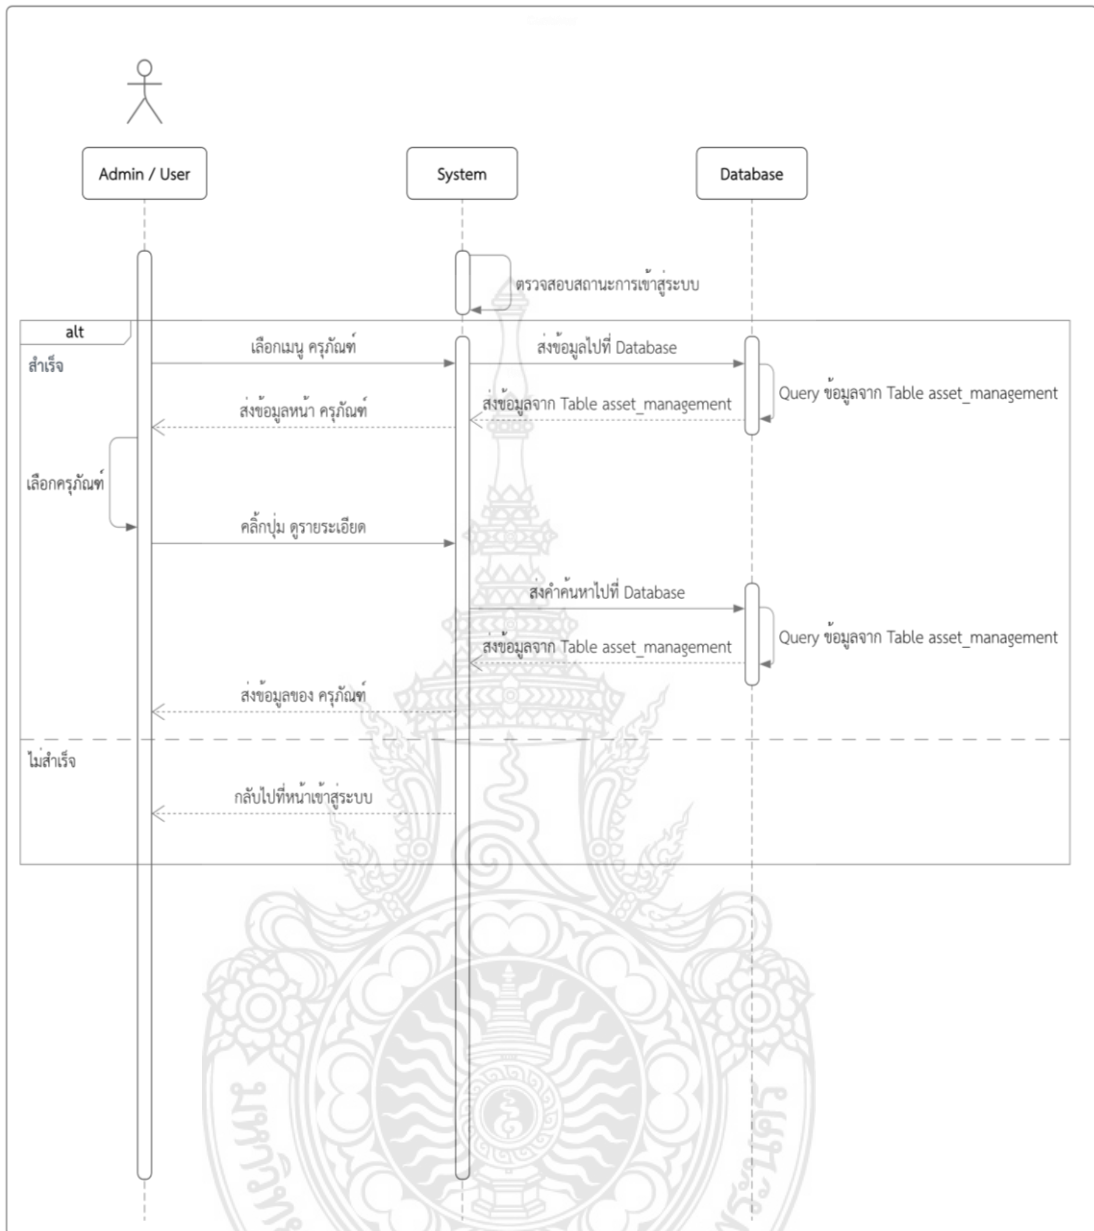 Admin / User
System
Database
ตรวจสอบสถานะการเข้าสู่ระบบ
alt
สำเร็จ
เลือกเมนู ครุภัณฑ์
ส่งข้อมูลไปที่ Database
Query ข้อมูลจาก Table asset_management
ส่งข้อมูลจาก Table asset_management
ส่งข้อมูลหน้า ครุภัณฑ์
เลือกครุภัณฑ์
คลิ้กปุ่ม ดูรายระเอียด
ส่งคำค้นหาไปที่ Database
Query ข้อมูลจาก Table asset_management
ส่งข้อมูลจาก Table asset_management
ส่งข้อมูลของ ครุภัณฑ์
ไม่สำเร็จ
กลับไปที่หน้าเข้าสู่ระบบ